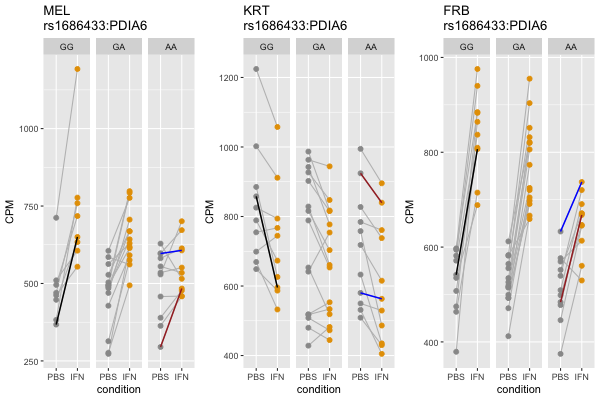 MEL
rs1686433:PDIA6
GG GA AA
CPM
1000
750
500
250
PBS IFN PBS IFN PBS IFN
condition
KRT
rs1686433:PDIA6
GG GA AA
CPM
1200
1000
800
600
400
PBS IFN PBS IFN PBS IFN
condition
FRB
rs1686433:PDIA6
GG GA AA
CPM
1000
800
600
400
PBS IFN PBS IFN PBS IFN
condition